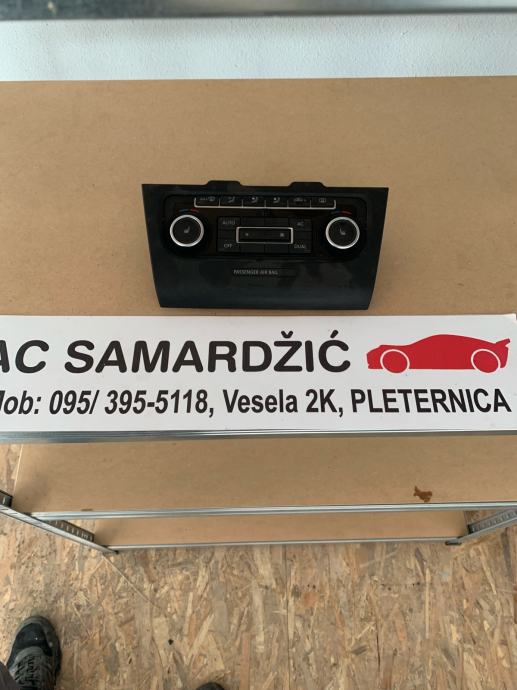 AUTO AC
OFF DUAL
PASSENGER AIR BAG
AC SAMARDŽIĆ
Mob: 095/ 395-5118, Vesela 2K, PLETERNICA